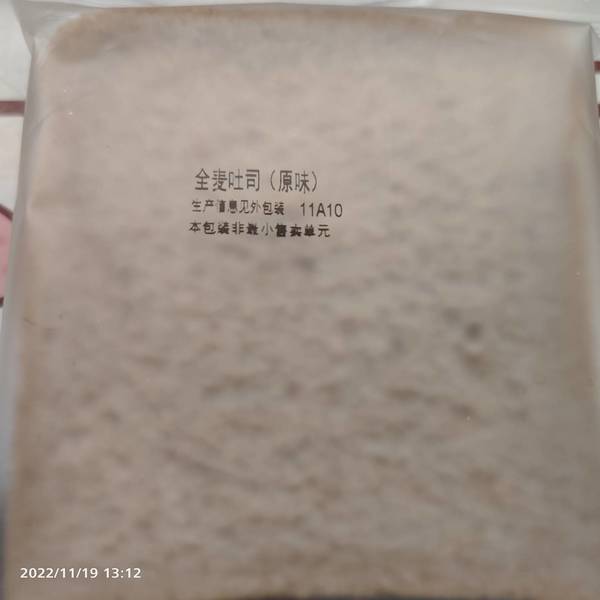 全麦吐司（原味）
生产信息见外包装 11A10
本包装非最小售卖单元
2022/11/19 13:12